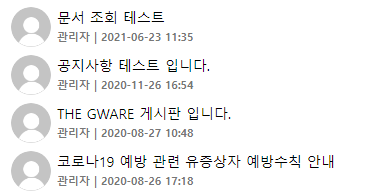 문서 조회 테스트
관리자 | 2021-06-23 11:35
공지사항 테스트 입니다.
관리자 | 2020-11-26 16:54
THE GWARE 게시판 입니다.
관리자 | 2020-08-27 10:48
코로나19 예방 관련 유증상자 예방수칙 안내
관리자 | 2020-08-26 17:18